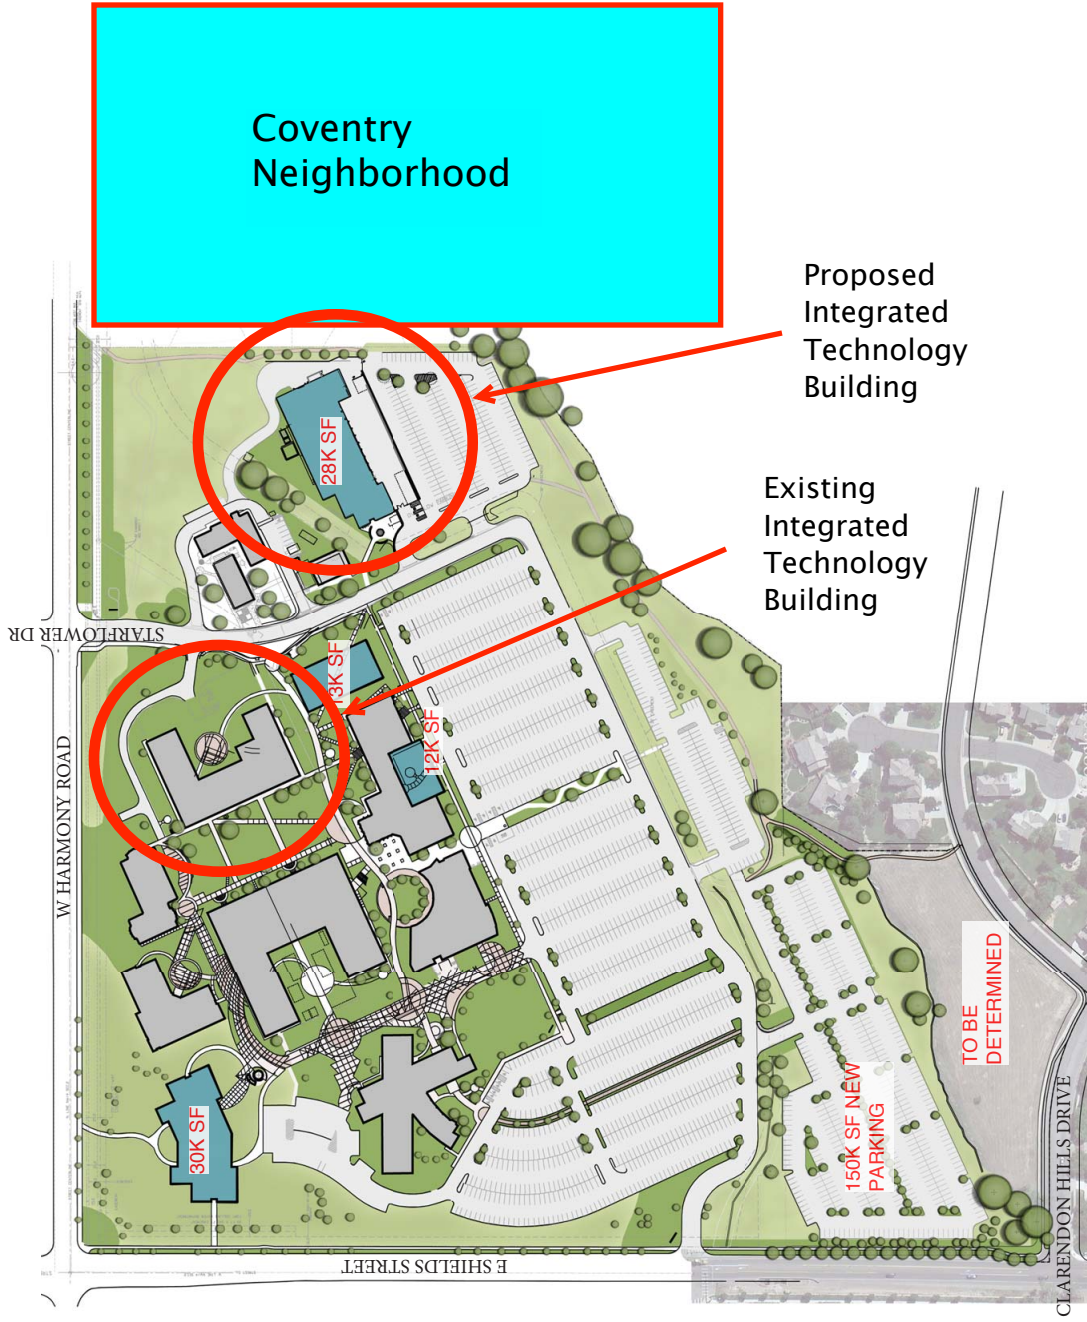 Coventry
Neighborhood
Proposed
Integrated
Technology
Building
Existing
Integrated
Technology
Building
28K SF
STARFLOWER DR
13K SF
12K SF
W HARMONY ROAD
30K SF
TO BE
DETERMINED
150K SF NEW
PARKING
E SHIELDS STREET
CLARENDON HILLS DRIVE